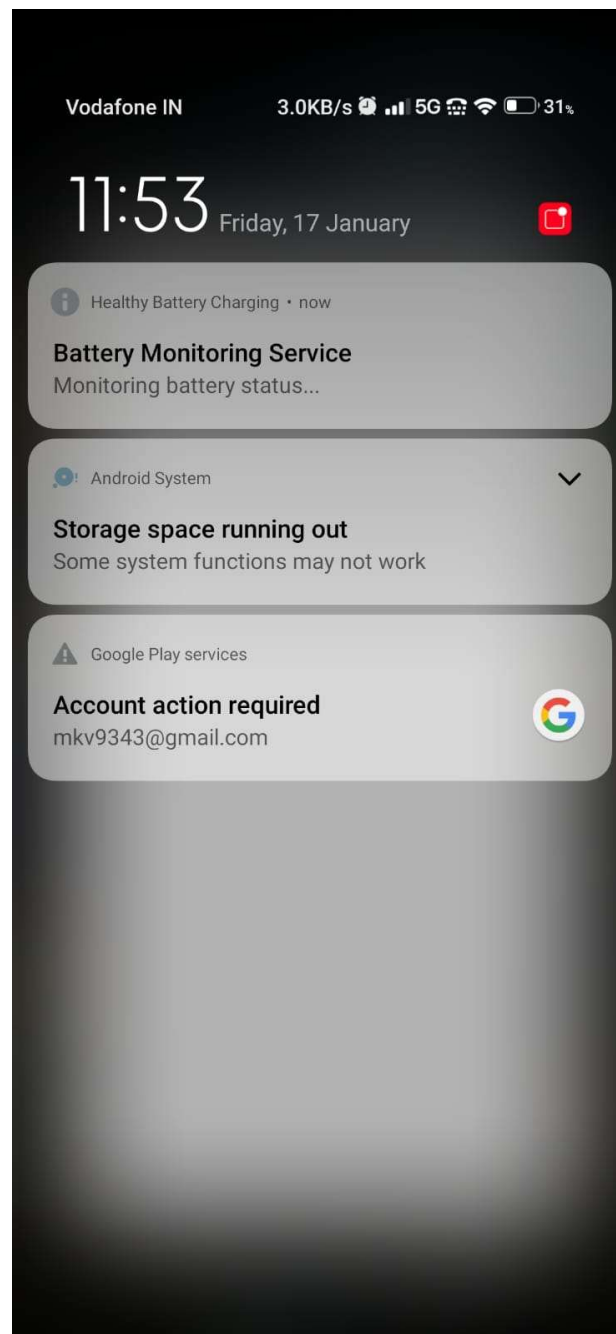 Vodafone IN 3.0KB/s 5G 31%
11:53 Friday, 17 January
Healthy Battery Charging • now
Battery Monitoring Service
Monitoring battery status...
Android System
Storage space running out
Some system functions may not work
Google Play services
Account action required
mkv9343@gmail.com